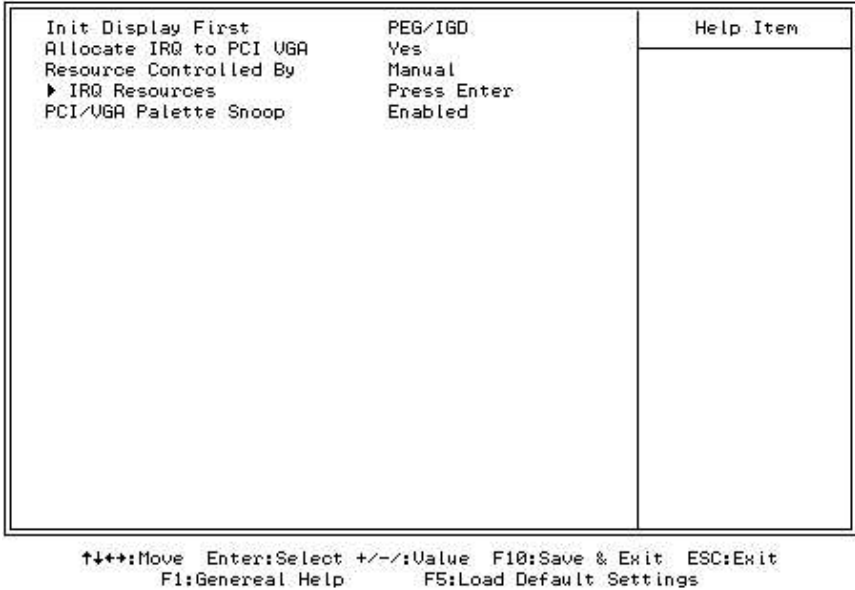 Init Display First PEG/IGD
Allocate IRQ to PCI VGA Yes
Resource Controlled By Manual
▶ IRQ Resources Press Enter
PCI/VGA Palette Snoop Enabled
Help Item
↑↓←→:Move Enter:Select +/-/:Value F10:Save & Exit ESC:Exit
F1:Genereal Help F5:Load Default Settings